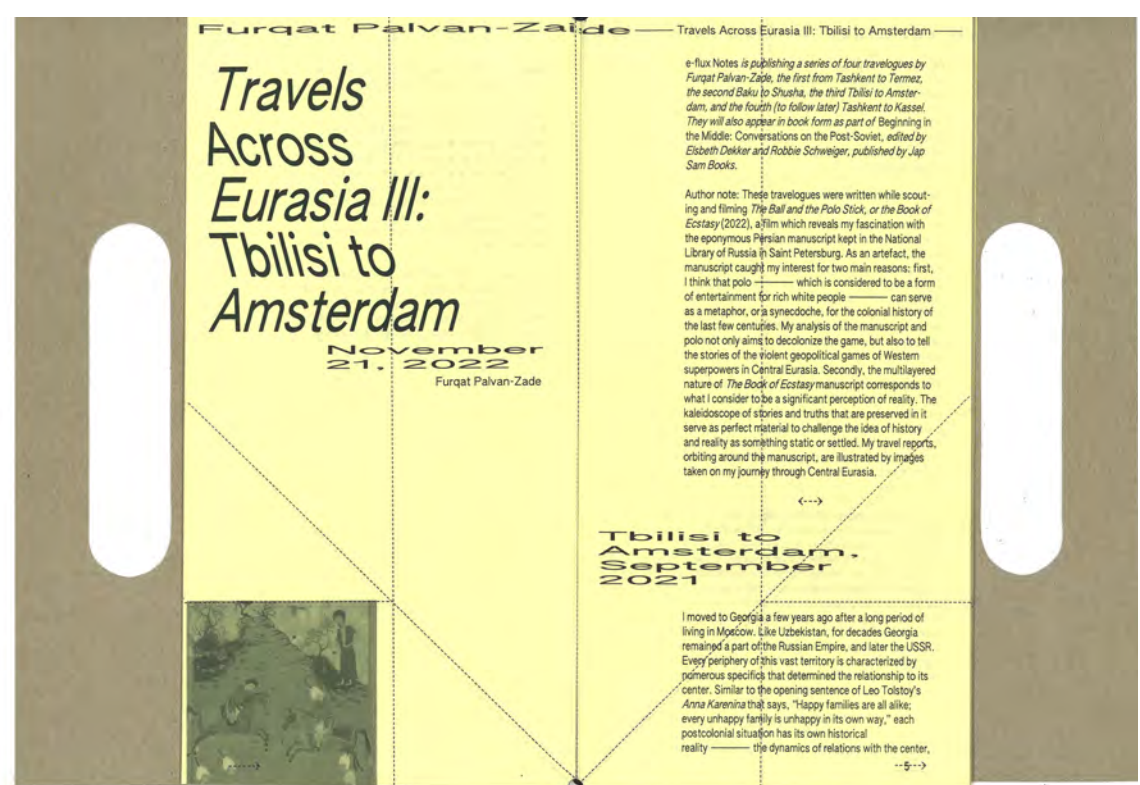 Furqat Palvan-Zaide —— Travels Across Eurasia III: Tbilisi to Amsterdam ——
Travels
Across
Eurasia III:
Tbilisi to
Amsterdam
November
21, 2022
Furqat Palvan-Zade
e-flux Notes is publishing a series of four travelogues by
Furqat Palvan-Zade, the first from Tashkent to Termez,
the second Baku to Shusha, the third Tbilisi to Amster-
dam, and the fourth (to follow later) Tashkent to Kassel.
They will also appear in book form as part of Beginning in
the Middle: Conversations on the Post-Soviet, edited by
Elsbeth Dekker and Robbie Schweiger, published by Jap
Sam Books.
Author note: These travelogues were written while scout-
ing and filming The Ball and the Polo Stick, or the Book of
Ecstasy (2022), a film which reveals my fascination with
the eponymous Persian manuscript kept in the National
Library of Russia in Saint Petersburg. As an artefact, the
manuscript caught my interest for two main reasons: first,
I think that polo ——— which is considered to be a form
of entertainment for rich white people ——— can serve
as a metaphor, or a synecdoche, for the colonial history of
the last few centuries. My analysis of the manuscript and
polo not only aims to decolonize the game, but also to tell
the stories of the violent geopolitical games of Western
superpowers in Central Eurasia. Secondly, the multilayered
nature of The Book of Ecstasy manuscript corresponds to
what I consider to be a significant perception of reality. The
kaleidoscope of stories and truths that are preserved in it
serve as perfect material to challenge the idea of history
and reality as something static or settled. My travel reports,
orbiting around the manuscript, are illustrated by images
taken on my journey through Central Eurasia.
<--->
Tbilisi to
Amsterdam,
September
2021
I moved to Georgia a few years ago after a long period of
living in Moscow. Like Uzbekistan, for decades Georgia
remained a part of the Russian Empire, and later the USSR.
Every periphery of this vast territory is characterized by
numerous specifics that determined the relationship to its
center. Similar to the opening sentence of Leo Tolstoy's
Anna Karenina that says, "Happy families are all alike;
every unhappy family is unhappy in its own way," each
postcolonial situation has its own historical
reality ——— the dynamics of relations with the center,
--5-->